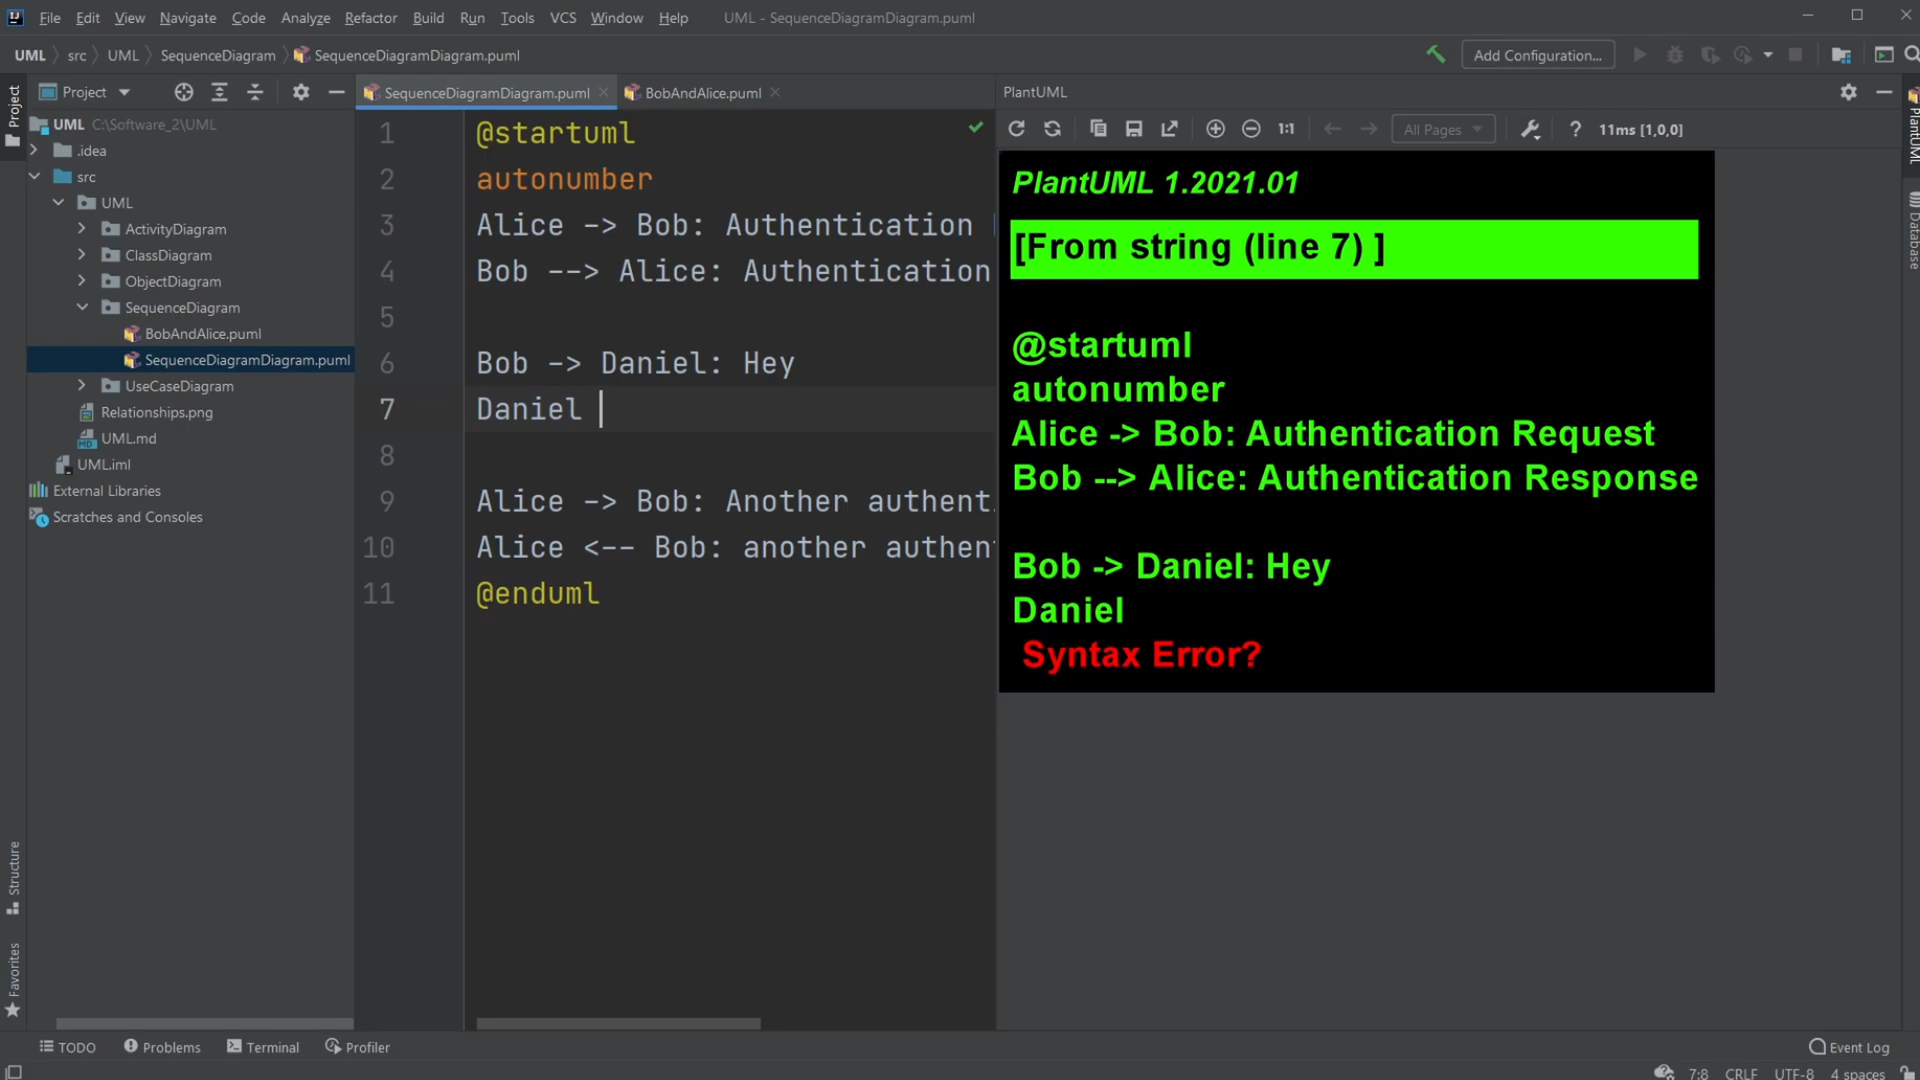 File Edit View Navigate Code Analyze Refactor Build Run Tools VCS Window Help UML - SequenceDiagramDiagram.puml
UML src UML SequenceDiagram SequenceDiagramDiagram.puml Add Configuration...
Project
Project
SequenceDiagramDiagram.puml
BobAndAlice.puml
PlantUML
UML C:\Software_2\UML
.idea
src
UML
ActivityDiagram
ClassDiagram
ObjectDiagram
SequenceDiagram
BobAndAlice.puml
SequenceDiagramDiagram.puml
UseCaseDiagram
Relationships.png
UML.md
UML.iml
External Libraries
Scratches and Consoles
1 @startuml
2 autonumber
3 Alice -> Bob: Authentication
4 Bob --> Alice: Authentication
5
6 Bob -> Daniel: Hey
7 Daniel
8
9 Alice -> Bob: Another authent
10 Alice <-- Bob: another authen
11 @enduml
1:1 All Pages ? 11ms [1,0,0]
PlantUML 1.2021.01
[From string (line 7) ]
@startuml
autonumber
Alice -> Bob: Authentication Request
Bob --> Alice: Authentication Response
Bob -> Daniel: Hey
Daniel
Syntax Error?
PlantUML
Database
Structure
Favorites
TODO Problems Terminal Profiler Event Log
7:8 CRLF UTF-8 4 spaces